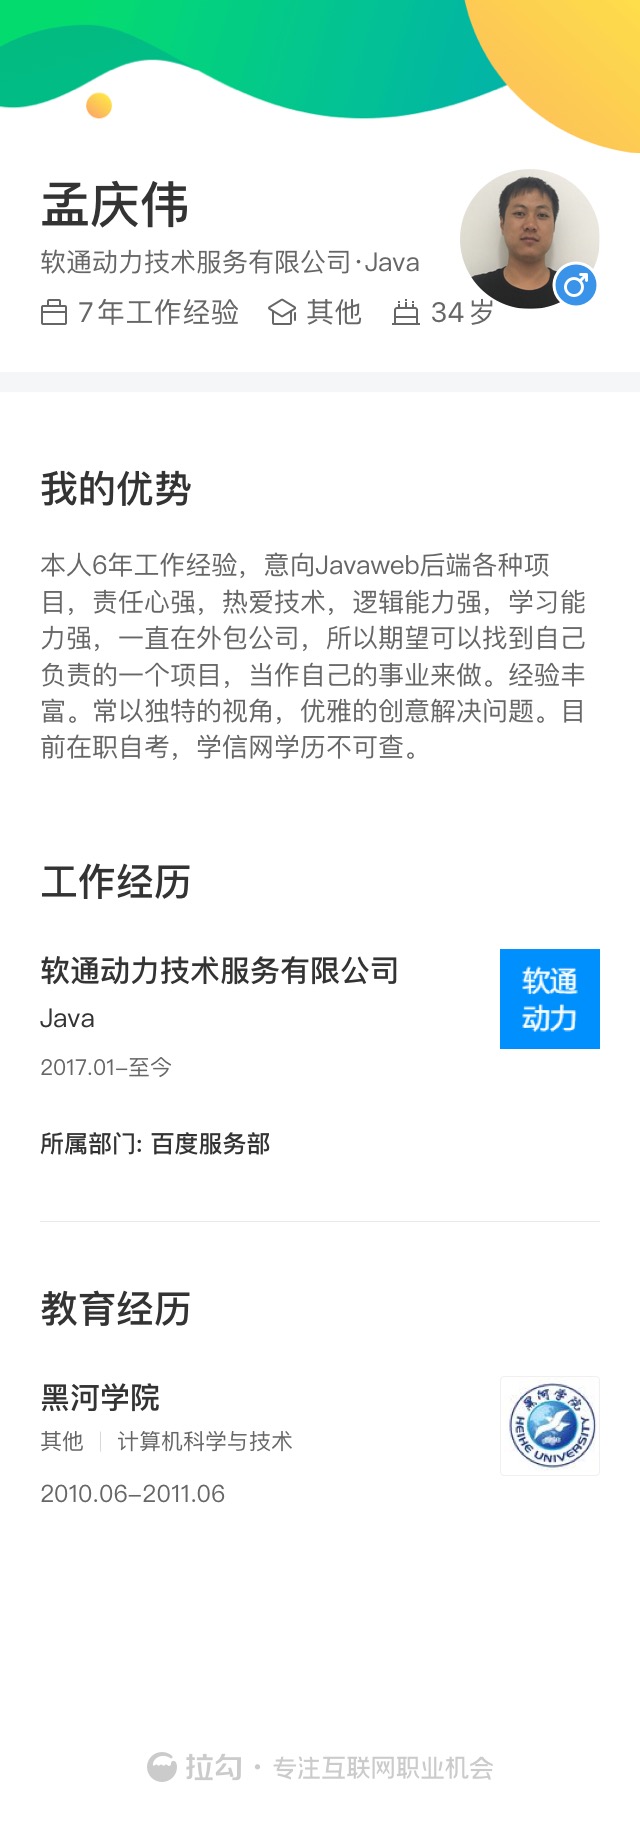 孟庆伟
软通动力技术服务有限公司·Java
7年工作经验 其他 34岁
我的优势
本人6年工作经验，意向Javaweb后端各种项
目，责任心强，热爱技术，逻辑能力强，学习能
力强，一直在外包公司，所以期望可以找到自己
负责的一个项目，当作自己的事业来做。经验丰
富。常以独特的视角，优雅的创意解决问题。目
前在职自考，学信网学历不可查。
工作经历
软通动力技术服务有限公司
软通
动力
Java
2017.01–至今
所属部门: 百度服务部
教育经历
黑河学院
其他 | 计算机科学与技术
2010.06–2011.06
黑河学院
HEIHE UNIVERSITY
拉勾 · 专注互联网职业机会